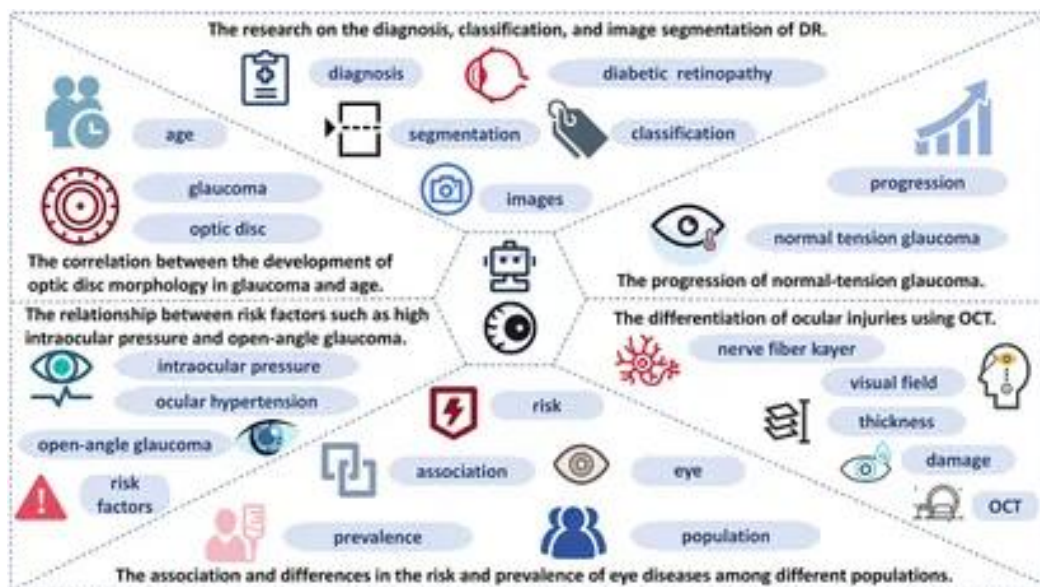 The research on the diagnosis, classification, and image segmentation of DR.
diagnosis
diabetic retinopathy
segmentation
classification
images
age
glaucoma
optic disc
The correlation between the development of
optic disc morphology in glaucoma and age.
progression
normal tension glaucoma
The progression of normal-tension glaucoma.
The relationship between risk factors such as high
intraocular pressure and open-angle glaucoma.
intraocular pressure
ocular hypertension
open-angle glaucoma
risk
factors
The differentiation of ocular injuries using OCT.
nerve fiber kayer
visual field
thickness
damage
OCT
risk
association
eye
prevalence
population
The association and differences in the risk and prevalence of eye diseases among different populations.